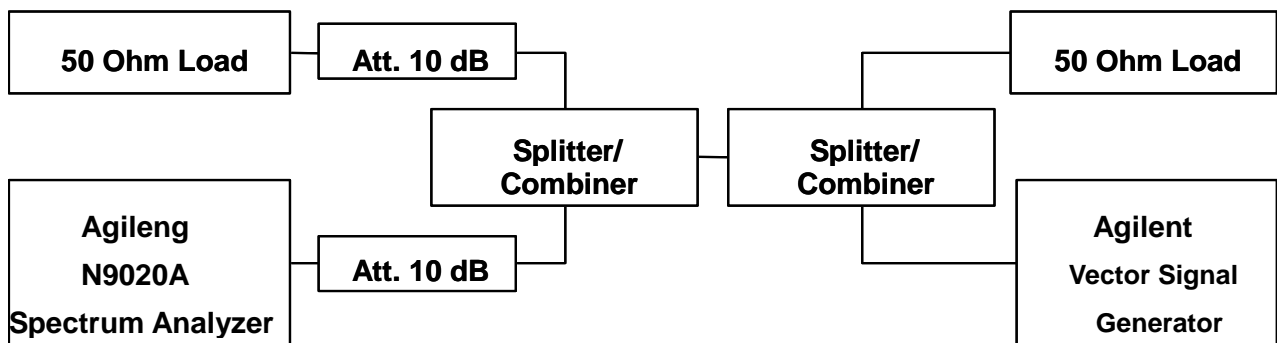 50 Ohm Load
Att. 10 dB
50 Ohm Load
Splitter/
Combiner
Splitter/
Combiner
Agileng
N9020A
Spectrum Analyzer
Att. 10 dB
Agilent
Vector Signal
Generator